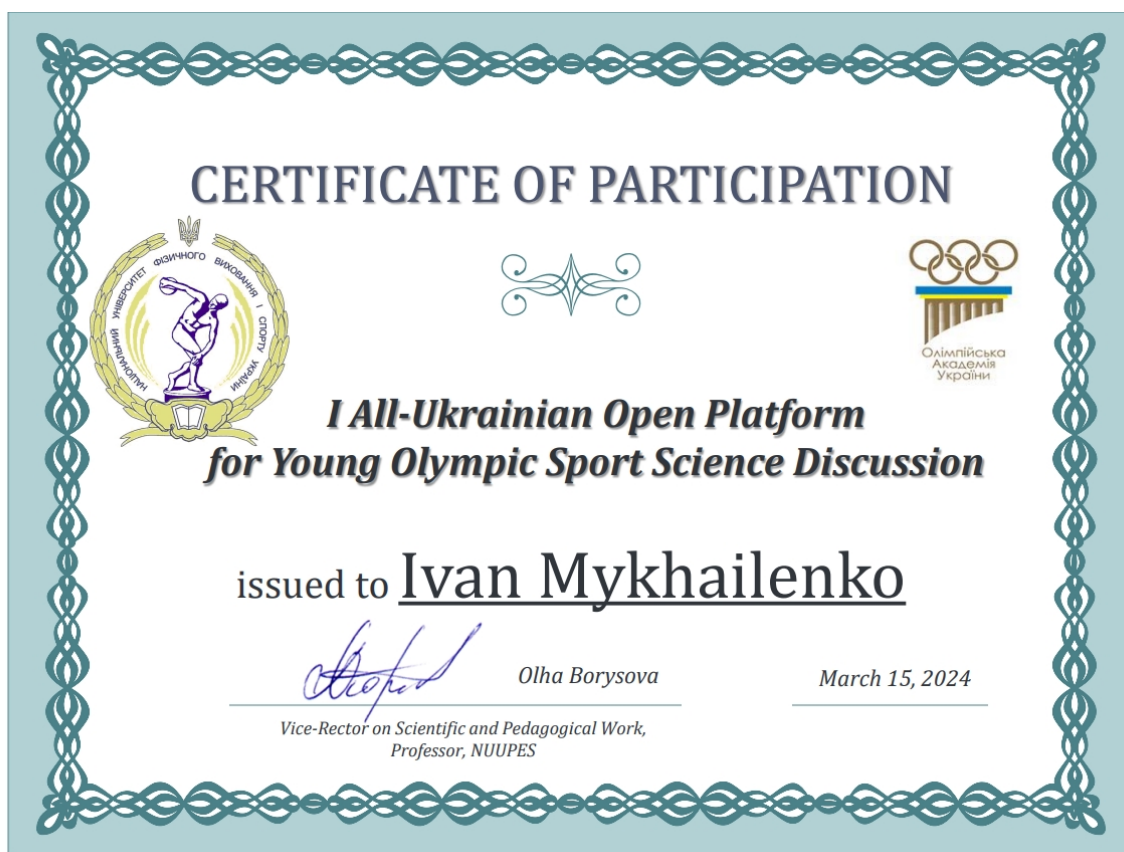 CERTIFICATE OF PARTICIPATION
НАЦІОНАЛЬНИЙ УНІВЕРСИТЕТ ФІЗИЧНОГО ВИХОВАННЯ І СПОРТУ УКРАЇНИ
Олімпійська
Академія
України
I All-Ukrainian Open Platform
for Young Olympic Sport Science Discussion
issued to Ivan Mykhailenko
Olha Borysova
March 15, 2024
Vice-Rector on Scientific and Pedagogical Work,
Professor, NUUPES